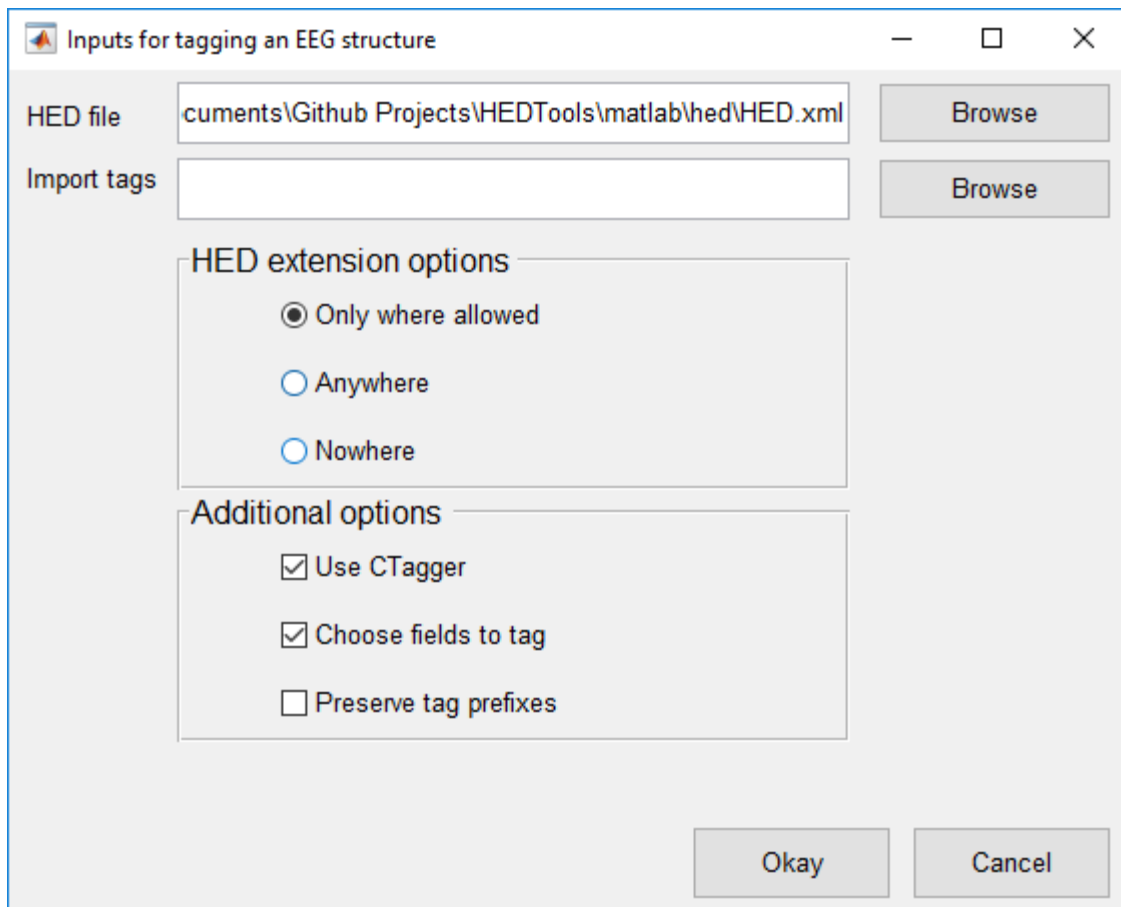 Inputs for tagging an EEG structure
HED file
cuments\Github Projects\HEDTools\matlab\hed\HED.xml
Browse
Import tags
Browse
HED extension options
Only where allowed
Anywhere
Nowhere
Additional options
Use CTagger
Choose fields to tag
Preserve tag prefixes
Okay
Cancel